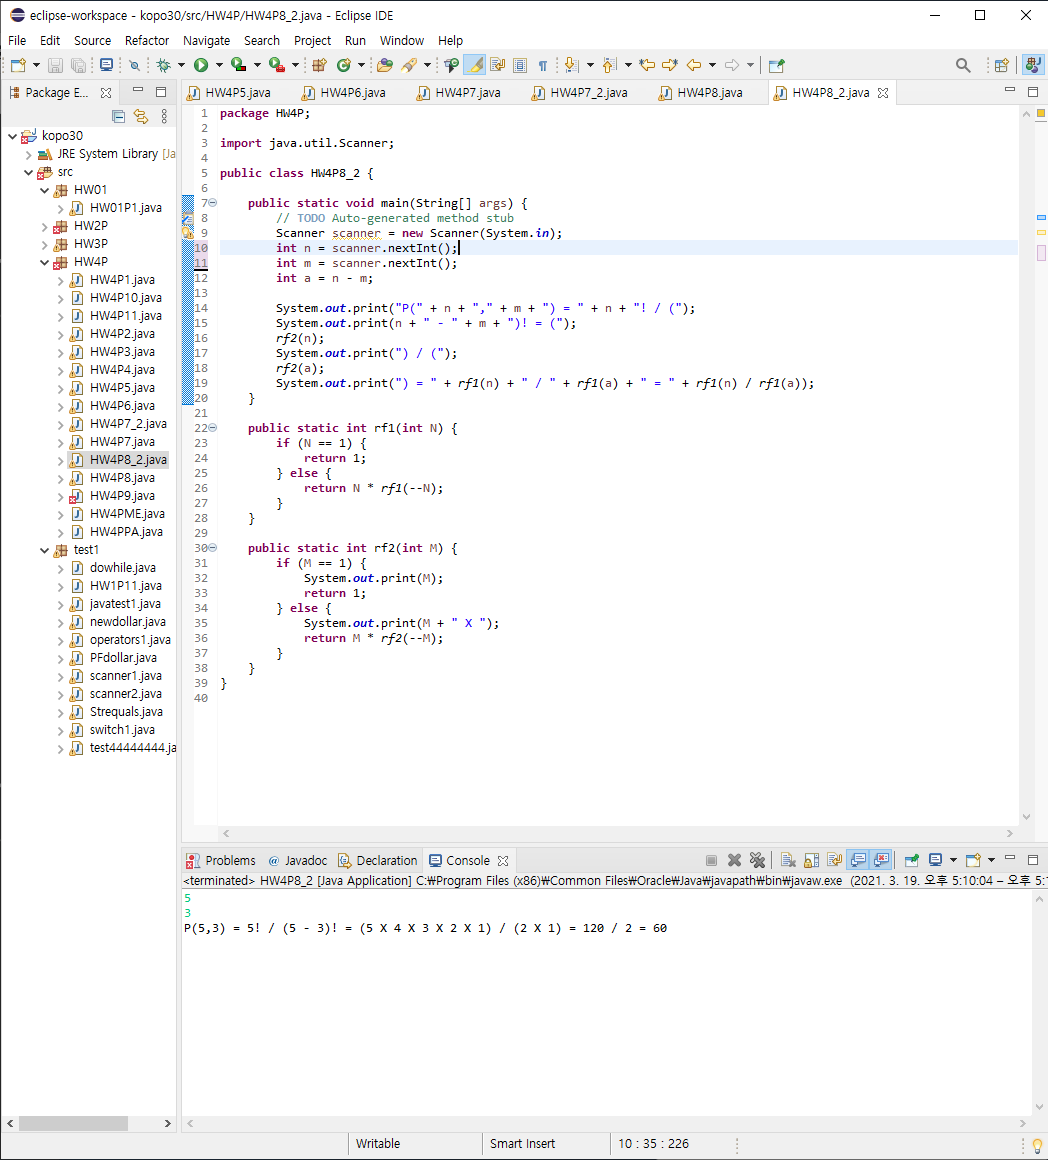 eclipse-workspace - kopo30/src/HW4P/HW4P8_2.java - Eclipse IDE
File Edit Source Refactor Navigate Search Project Run Window Help
Package E...
HW4P5.java HW4P6.java HW4P7.java HW4P7_2.java HW4P8.java HW4P8_2.java
kopo30
JRE System Library [Ja
src
HW01
HW01P1.java
HW2P
HW3P
HW4P
HW4P1.java
HW4P10.java
HW4P11.java
HW4P2.java
HW4P3.java
HW4P4.java
HW4P5.java
HW4P6.java
HW4P7_2.java
HW4P7.java
HW4P8_2.java
HW4P8.java
HW4P9.java
HW4PME.java
HW4PPA.java
test1
dowhile.java
HW1P11.java
javatest1.java
newdollar.java
operators1.java
PFdollar.java
scanner1.java
scanner2.java
Strequals.java
switch1.java
test44444444.ja
1 package HW4P;
2
3 import java.util.Scanner;
4
5 public class HW4P8_2 {
6
7 public static void main(String[] args) {
8 // TODO Auto-generated method stub
9 Scanner scanner = new Scanner(System.in);
10 int n = scanner.nextInt();
11 int m = scanner.nextInt();
12 int a = n - m;
13
14 System.out.print("P(" + n + "," + m + ") = " + n + "! / (");
15 System.out.print(n + " - " + m + ")! = (");
16 rf2(n);
17 System.out.print(") / (");
18 rf2(a);
19 System.out.print(") = " + rf1(n) + " / " + rf1(a) + " = " + rf1(n) / rf1(a));
20 }
21
22 public static int rf1(int N) {
23 if (N == 1) {
24 return 1;
25 } else {
26 return N * rf1(--N);
27 }
28 }
29
30 public static int rf2(int M) {
31 if (M == 1) {
32 System.out.print(M);
33 return 1;
34 } else {
35 System.out.print(M + " X ");
36 return M * rf2(--M);
37 }
38 }
39 }
40
Problems Javadoc Declaration Console
<terminated> HW4P8_2 [Java Application] C:₩Program Files (x86)₩Common Files₩Oracle₩Java₩javapath₩bin₩javaw.exe (2021. 3. 19. 오후 5:10:04 – 오후 5:1
5
3
P(5,3) = 5! / (5 - 3)! = (5 X 4 X 3 X 2 X 1) / (2 X 1) = 120 / 2 = 60
Writable Smart Insert 10 : 35 : 226